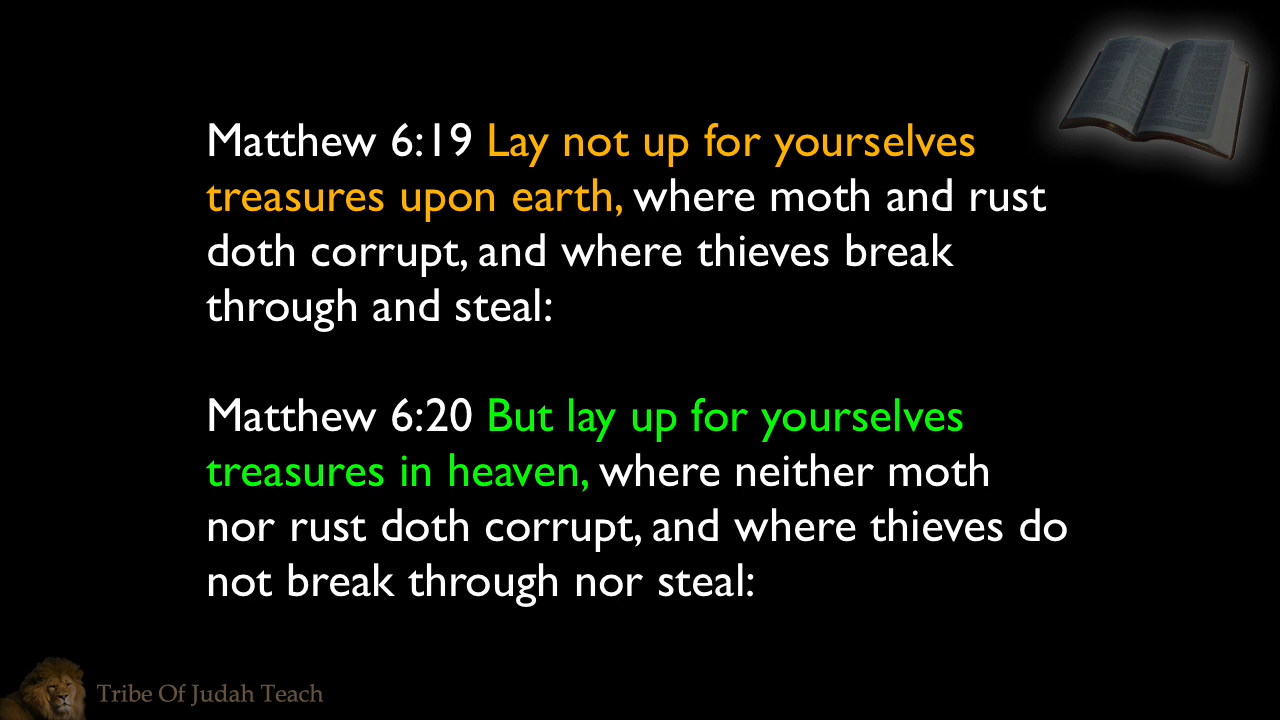 Matthew 6:19 Lay not up for yourselves
treasures upon earth, where moth and rust
doth corrupt, and where thieves break
through and steal:
Matthew 6:20 But lay up for yourselves
treasures in heaven, where neither moth
nor rust doth corrupt, and where thieves do
not break through nor steal:
Tribe Of Judah Teach